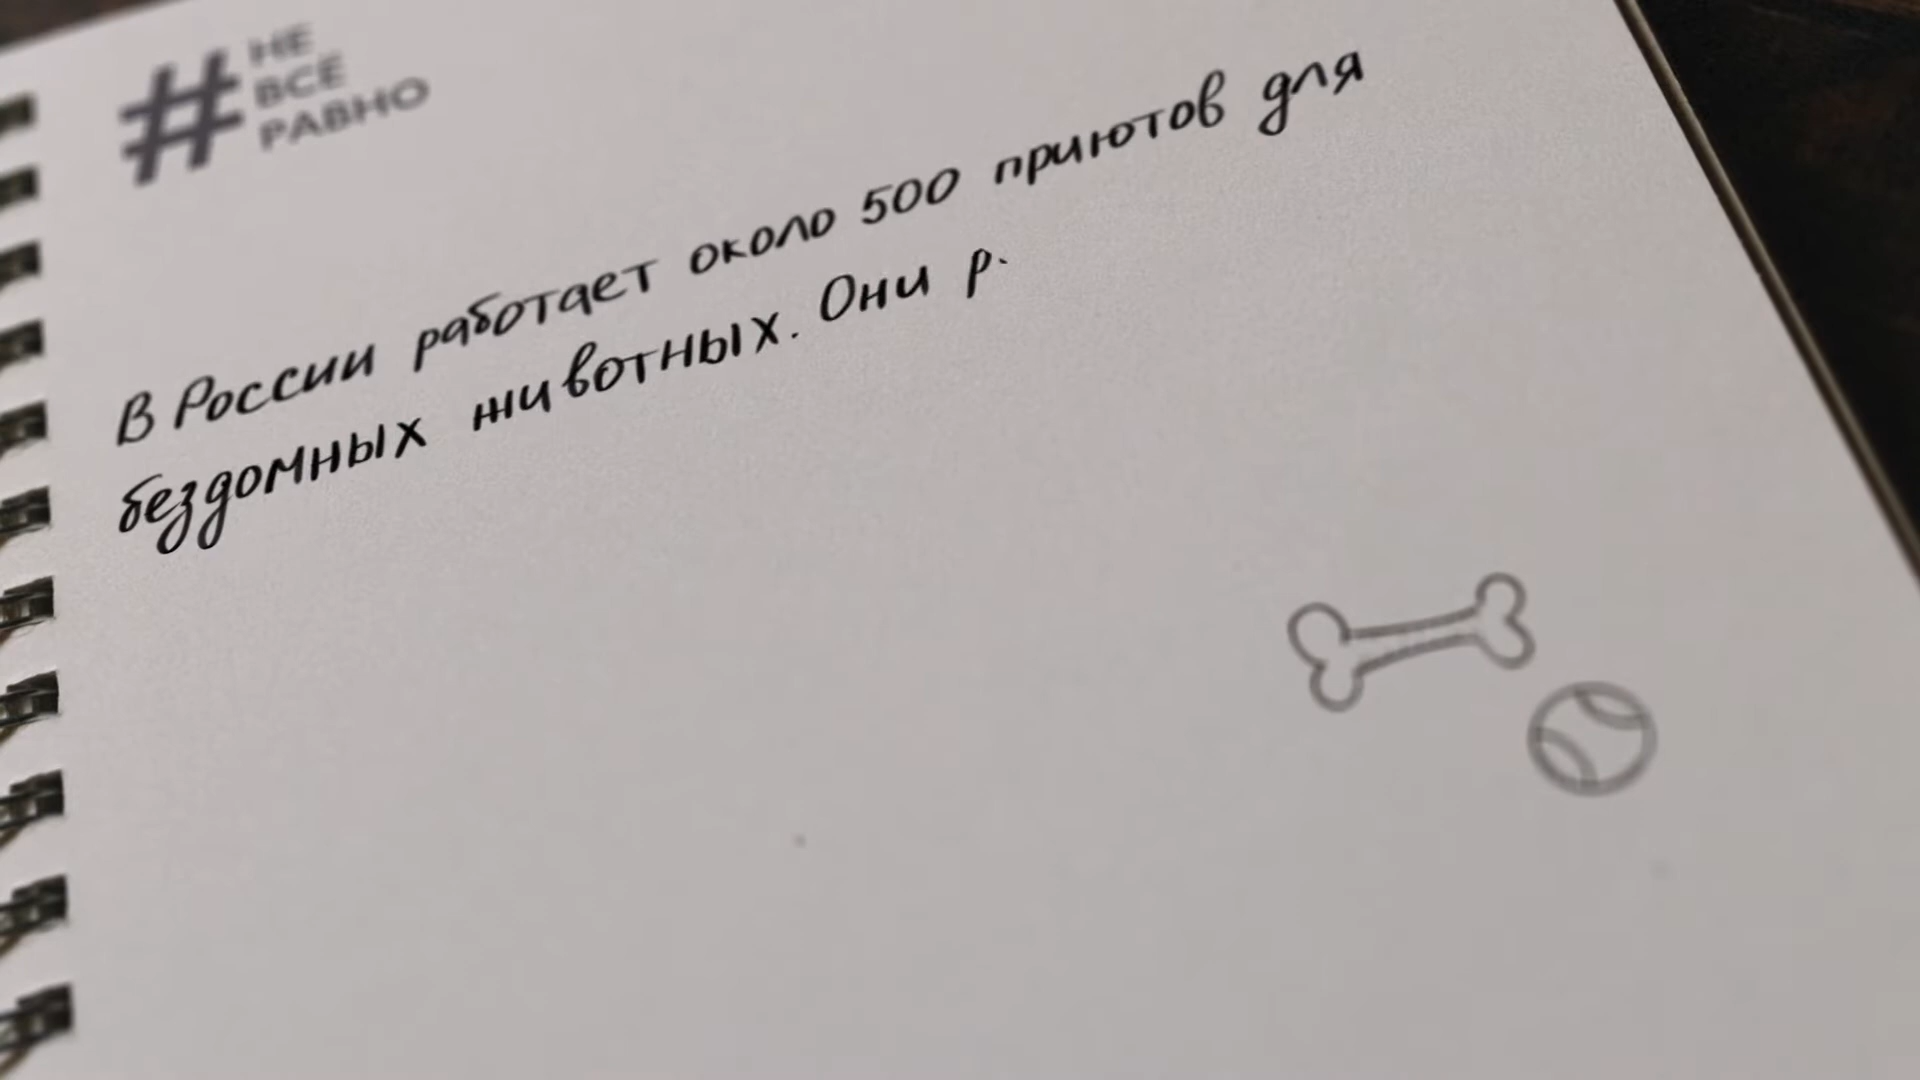 #НЕ
ВСЕ
РАВНО
В России работает около 500 приютов для
бездомных животных. Они р